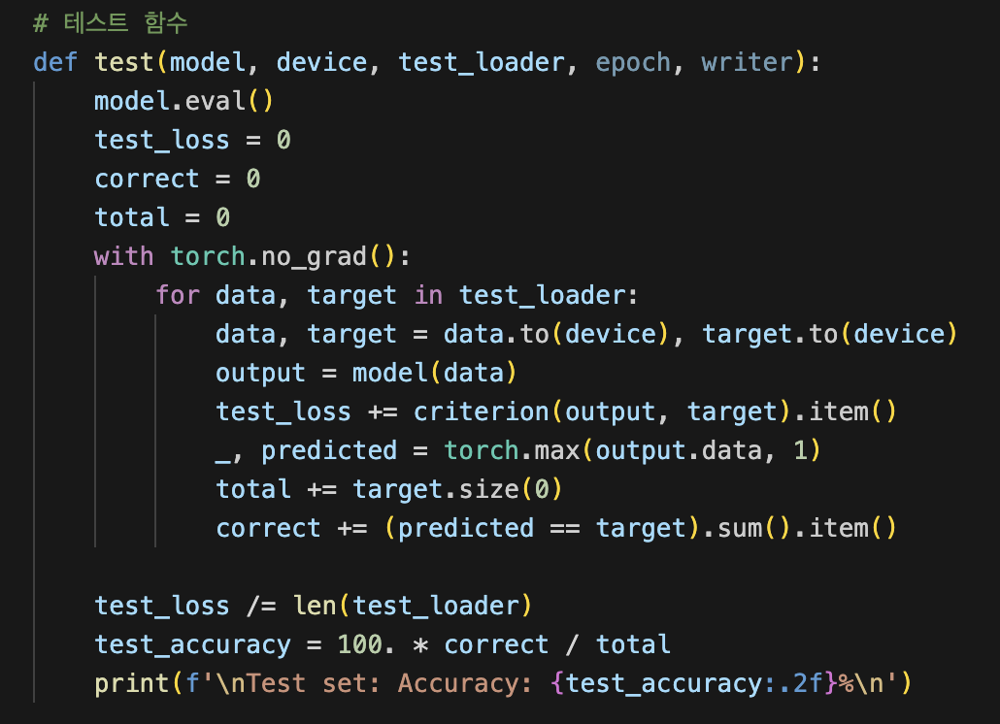 # 테스트 함수
def test(model, device, test_loader, epoch, writer):
    model.eval()
    test_loss = 0
    correct = 0
    total = 0
    with torch.no_grad():
        for data, target in test_loader:
            data, target = data.to(device), target.to(device)
            output = model(data)
            test_loss += criterion(output, target).item()
            _, predicted = torch.max(output.data, 1)
            total += target.size(0)
            correct += (predicted == target).sum().item()

    test_loss /= len(test_loader)
    test_accuracy = 100. * correct / total
    print(f'\nTest set: Accuracy: {test_accuracy:.2f}%\n')